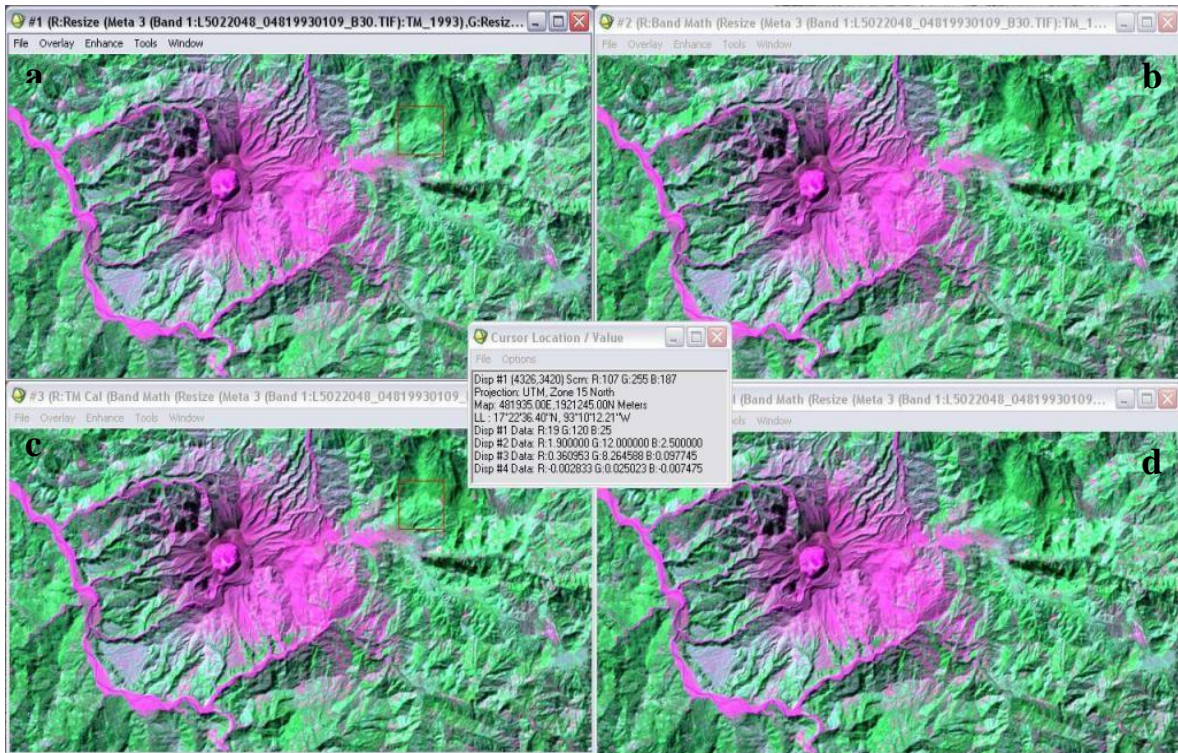 #1 (R:Resize (Meta 3 (Band 1:L5022048_04819930109_B30.TIF):TM_1993),G:Resiz...
File Overlay Enhance Tools Window
a
#2 (R:Band Math (Resize (Meta 3 (Band 1:L5022048_04819930109_B30.TIF):TM_1...
File Overlay Enhance Tools Window
b
Cursor Location / Value
File Options
Disp #1 (4326,3420) Scrn: R:107 G:255 B:187
Projection: UTM, Zone 15 North
Map: 481935.00E,1921245.00N Meters
LL : 17°22'36.40"N, 93°10'12.21"W
Disp #1 Data: R:19 G:120 B:25
Disp #2 Data: R:1.900000 G:12.000000 B:2.500000
Disp #3 Data: R:0.360953 G:8.264588 B:0.097745
Disp #4 Data: R:-0.002833 G:0.025023 B:-0.007475
#3 (R:TM Cal (Band Math (Resize (Meta 3 (Band 1:L5022048_04819930109_
File Overlay Enhance Tools Window
c
(Band Math (Resize (Meta 3 (Band 1:L5022048_04819930109...
Tools Window
d